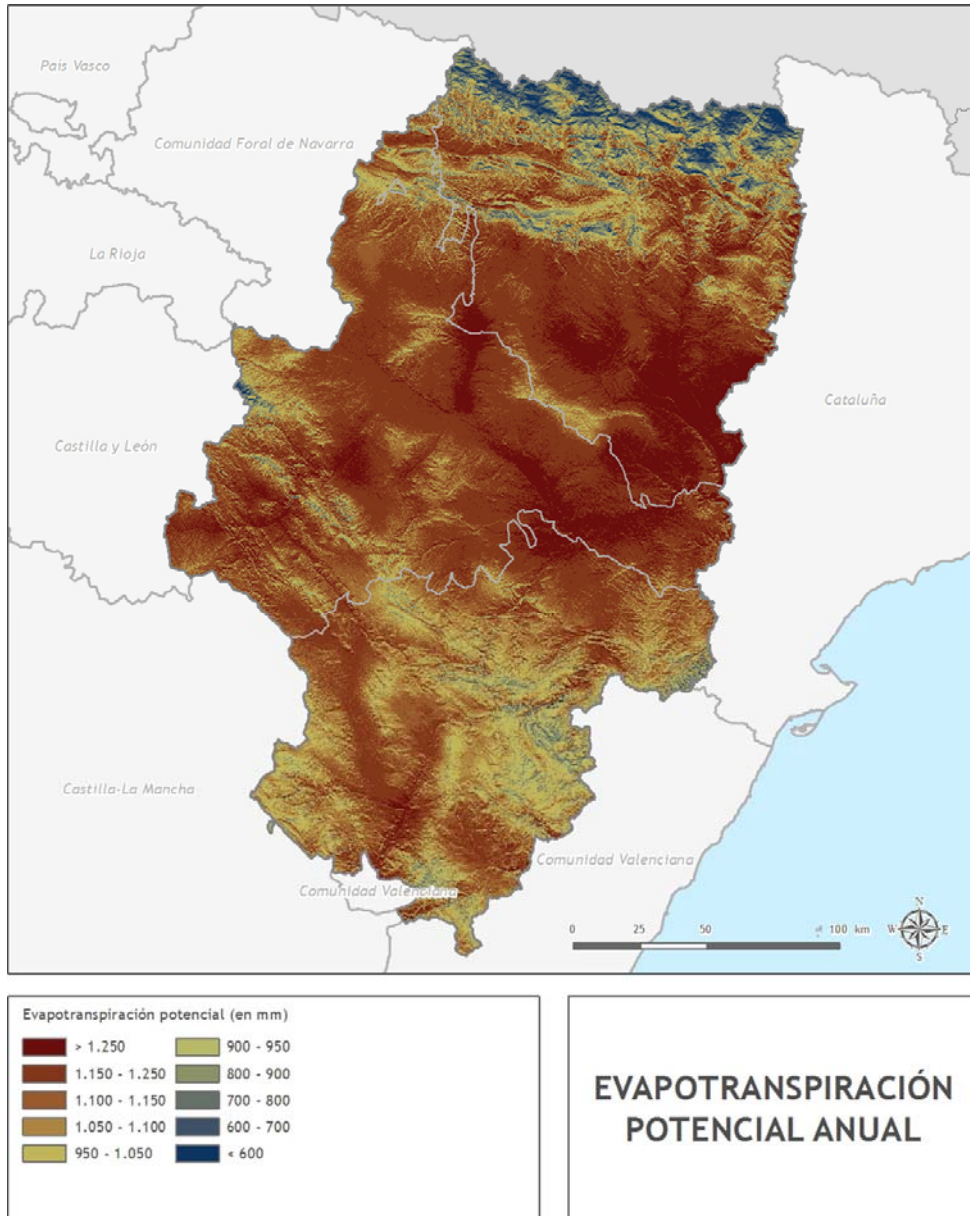 País Vasco
Comunidad Foral de Navarra
La Rioja
Castilla y León
Cataluña
Castilla-La Mancha
Comunidad Valenciana
Comunidad Valenciana
N
W
E
S
0 25 50 100 km
Evapotranspiración potencial (en mm)
> 1.250
1.150 - 1.250
1.100 - 1.150
1.050 - 1.100
950 - 1.050
900 - 950
800 - 900
700 - 800
600 - 700
< 600
EVAPOTRANSPIRACIÓN
POTENCIAL ANUAL